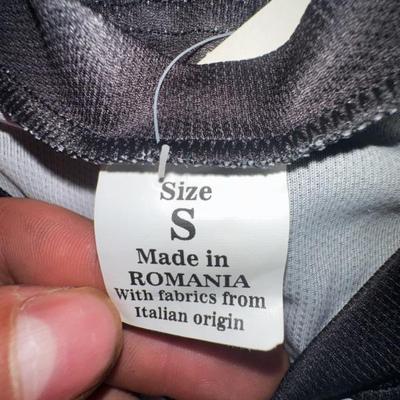 Size
S
Made in
ROMANIA
With fabrics from
Italian origin